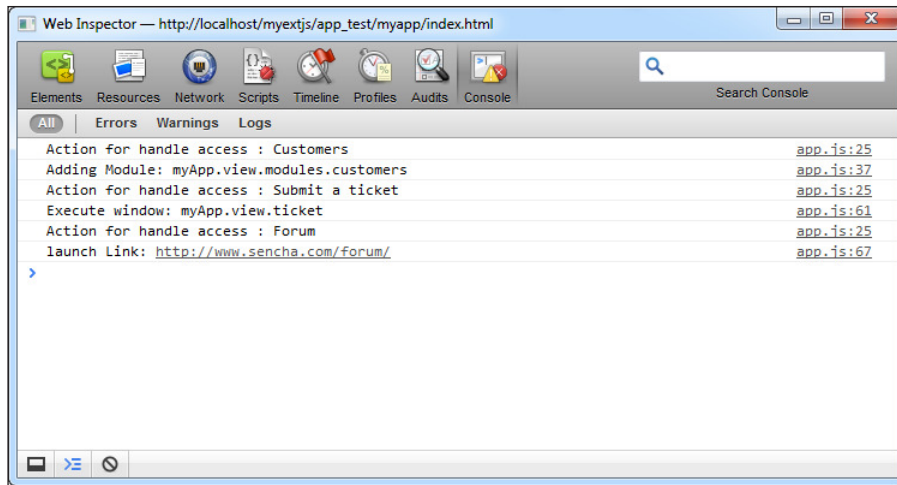 Web Inspector — http://localhost/myextjs/app_test/myapp/index.html
Elements Resources Network Scripts Timeline Profiles Audits Console
Search Console
All Errors Warnings Logs
Action for handle access : Customers app.js:25
Adding Module: myApp.view.modules.customers app.js:37
Action for handle access : Submit a ticket app.js:25
Execute window: myApp.view.ticket app.js:61
Action for handle access : Forum app.js:25
launch Link: http://www.sencha.com/forum/ app.js:67
>